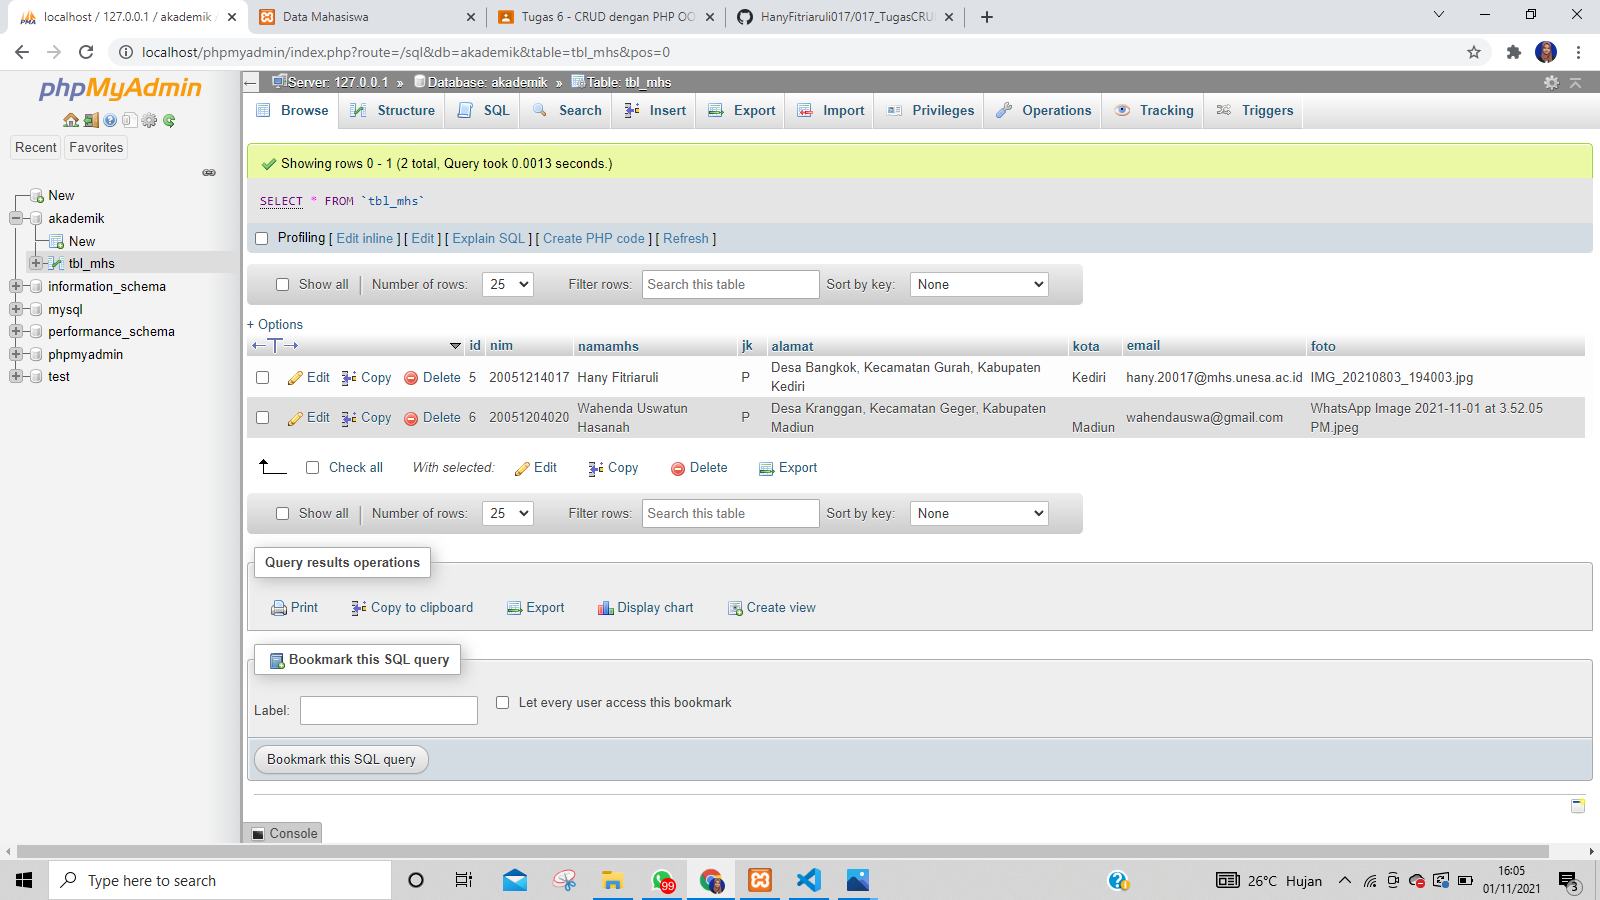 localhost / 127.0.0.1 / akademik
Data Mahasiswa
Tugas 6 - CRUD dengan PHP OO
HanyFitriaruli017/017_TugasCRU
localhost/phpmyadmin/index.php?route=/sql&db=akademik&table=tbl_mhs&pos=0
phpMyAdmin
Recent
Favorites
New
akademik
New
tbl_mhs
information_schema
mysql
performance_schema
phpmyadmin
test
Server: 127.0.0.1 » Database: akademik » Table: tbl_mhs
Browse Structure SQL Search Insert Export Import Privileges Operations Tracking Triggers
Showing rows 0 - 1 (2 total, Query took 0.0013 seconds.)
SELECT * FROM `tbl_mhs`
Profiling [ Edit inline ] [ Edit ] [ Explain SQL ] [ Create PHP code ] [ Refresh ]
Show all Number of rows: 25 Filter rows: Search this table Sort by key: None
+ Options
id nim namamhs jk alamat kota email foto
Edit Copy Delete 5 20051214017 Hany Fitriaruli P Desa Bangkok, Kecamatan Gurah, Kabupaten Kediri Kediri hany.20017@mhs.unesa.ac.id IMG_20210803_194003.jpg
Edit Copy Delete 6 20051204020 Wahenda Uswatun Hasanah P Desa Kranggan, Kecamatan Geger, Kabupaten Madiun Madiun wahendauswa@gmail.com WhatsApp Image 2021-11-01 at 3.52.05 PM.jpeg
Check all With selected: Edit Copy Delete Export
Show all Number of rows: 25 Filter rows: Search this table Sort by key: None
Query results operations
Print Copy to clipboard Export Display chart Create view
Bookmark this SQL query
Label: Let every user access this bookmark
Bookmark this SQL query
Console
Type here to search
99
26°C Hujan
16:05
01/11/2021
3